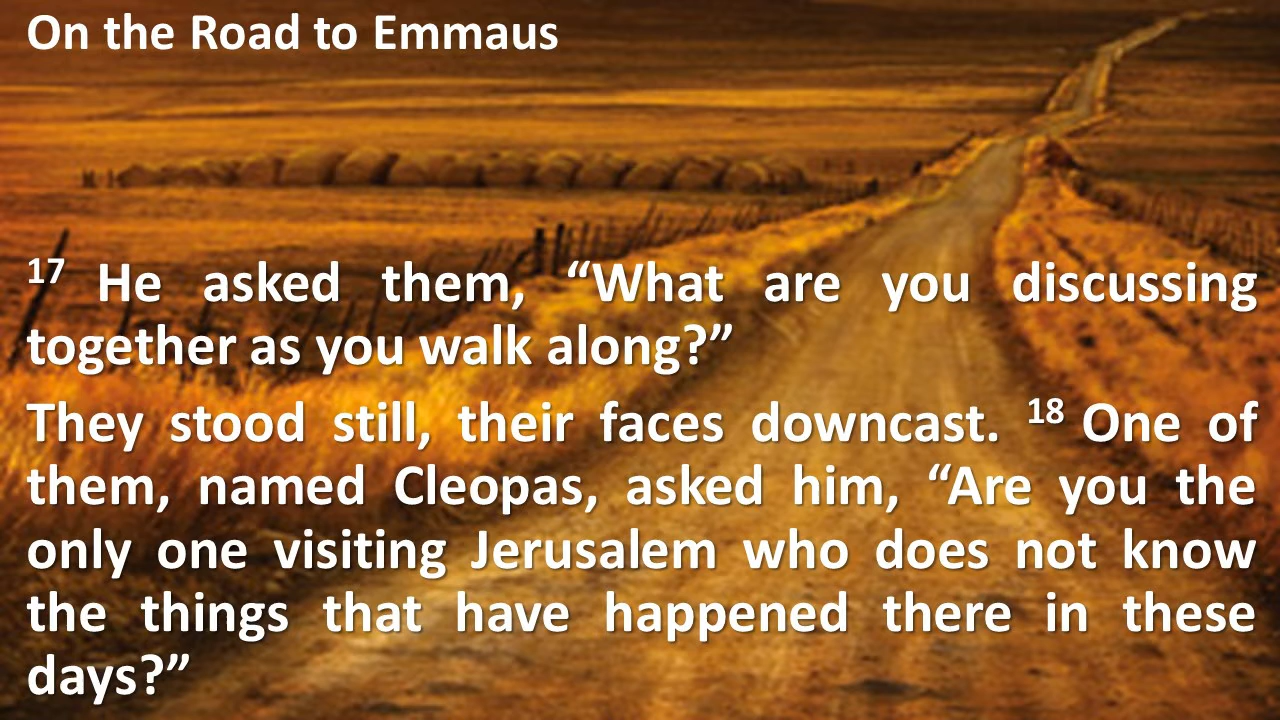 On the Road to Emmaus
17 He asked them, “What are you discussing
together as you walk along?”
They stood still, their faces downcast. 18 One of
them, named Cleopas, asked him, “Are you the
only one visiting Jerusalem who does not know
the things that have happened there in these
days?”